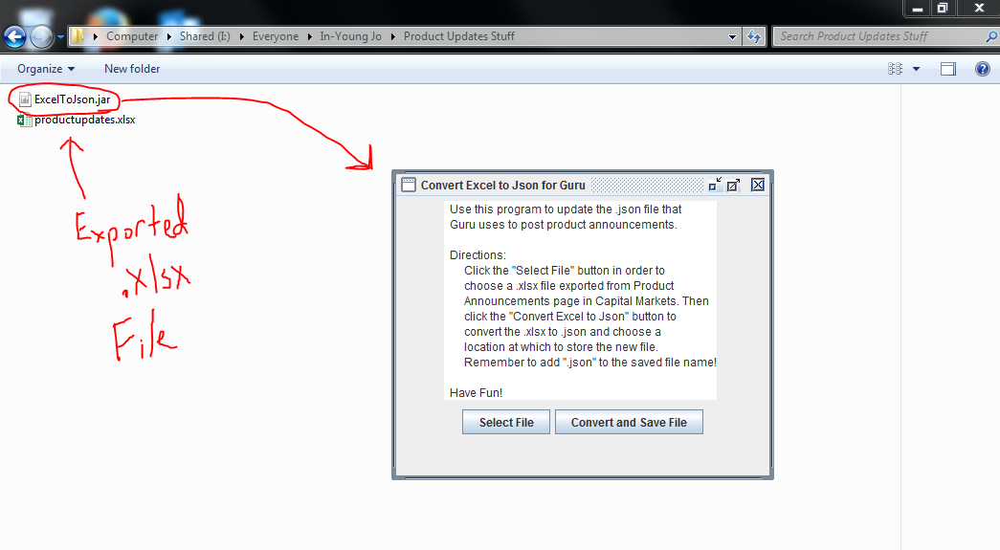 Computer Shared (I:) Everyone In-Young Jo Product Updates Stuff
Search Product Updates Stuff
Organize New folder
ExcelToJson.jar
productupdates.xlsx
Exported
.xlsx
File
Convert Excel to Json for Guru
Use this program to update the .json file that
Guru uses to post product announcements.
Directions:
Click the "Select File" button in order to
choose a .xlsx file exported from Product
Announcements page in Capital Markets. Then
click the "Convert Excel to Json" button to
convert the .xlsx to .json and choose a
location at which to store the new file.
Remember to add ".json" to the saved file name!
Have Fun!
Select File Convert and Save File